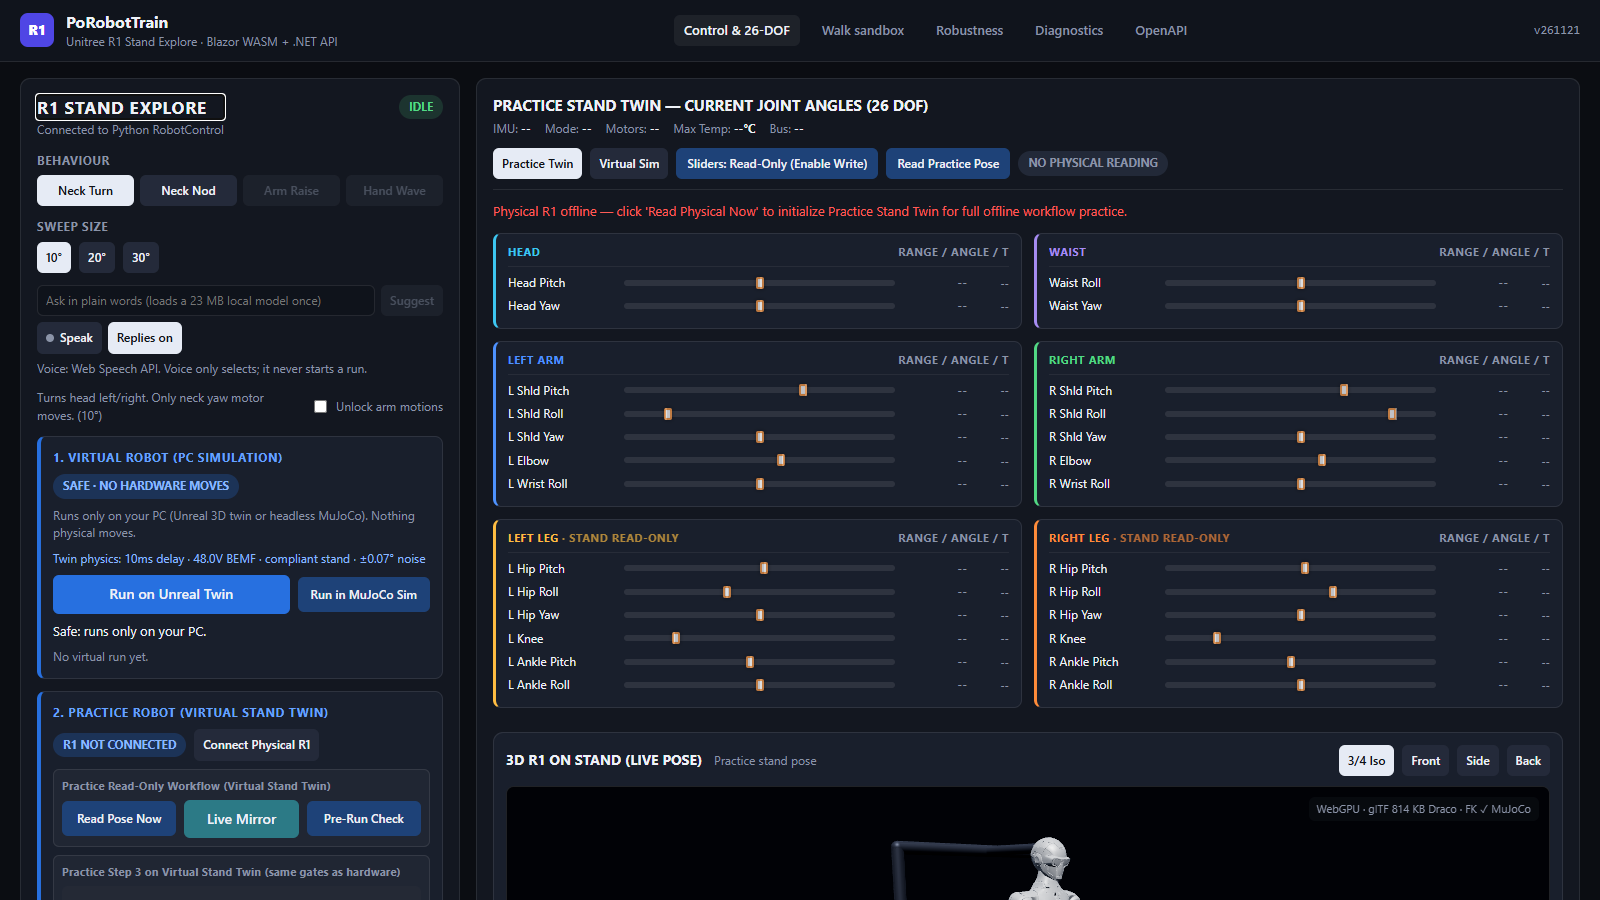 R1
PoRobotTrain
Unitree R1 Stand Explore · Blazor WASM + .NET API
Control & 26-DOF
Walk sandbox
Robustness
Diagnostics
OpenAPI
v261121
R1 STAND EXPLORE
IDLE
Connected to Python RobotControl
BEHAVIOUR
Neck Turn
Neck Nod
Arm Raise
Hand Wave
SWEEP SIZE
10°
20°
30°
Ask in plain words (loads a 23 MB local model once)
Suggest
Speak
Replies on
Voice: Web Speech API. Voice only selects; it never starts a run.
Turns head left/right. Only neck yaw motor
moves. (10°)
Unlock arm motions
1. VIRTUAL ROBOT (PC SIMULATION)
SAFE · NO HARDWARE MOVES
Runs only on your PC (Unreal 3D twin or headless MuJoCo). Nothing
physical moves.
Twin physics: 10ms delay · 48.0V BEMF · compliant stand · ±0.07° noise
Run on Unreal Twin
Run in MuJoCo Sim
Safe: runs only on your PC.
No virtual run yet.
2. PRACTICE ROBOT (VIRTUAL STAND TWIN)
R1 NOT CONNECTED
Connect Physical R1
Practice Read-Only Workflow (Virtual Stand Twin)
Read Pose Now
Live Mirror
Pre-Run Check
Practice Step 3 on Virtual Stand Twin (same gates as hardware)
PRACTICE STAND TWIN — CURRENT JOINT ANGLES (26 DOF)
IMU: -- Mode: -- Motors: -- Max Temp: --°C Bus: --
Practice Twin
Virtual Sim
Sliders: Read-Only (Enable Write)
Read Practice Pose
NO PHYSICAL READING
Physical R1 offline — click 'Read Physical Now' to initialize Practice Stand Twin for full offline workflow practice.
HEAD RANGE / ANGLE / T
Head Pitch -- --
Head Yaw -- --
WAIST RANGE / ANGLE / T
Waist Roll -- --
Waist Yaw -- --
LEFT ARM RANGE / ANGLE / T
L Shld Pitch -- --
L Shld Roll -- --
L Shld Yaw -- --
L Elbow -- --
L Wrist Roll -- --
RIGHT ARM RANGE / ANGLE / T
R Shld Pitch -- --
R Shld Roll -- --
R Shld Yaw -- --
R Elbow -- --
R Wrist Roll -- --
LEFT LEG · STAND READ-ONLY RANGE / ANGLE / T
L Hip Pitch -- --
L Hip Roll -- --
L Hip Yaw -- --
L Knee -- --
L Ankle Pitch -- --
L Ankle Roll -- --
RIGHT LEG · STAND READ-ONLY RANGE / ANGLE / T
R Hip Pitch -- --
R Hip Roll -- --
R Hip Yaw -- --
R Knee -- --
R Ankle Pitch -- --
R Ankle Roll -- --
3D R1 ON STAND (LIVE POSE) Practice stand pose
3/4 Iso
Front
Side
Back
WebGPU · glTF 814 KB Draco · FK ✓ MuJoCo